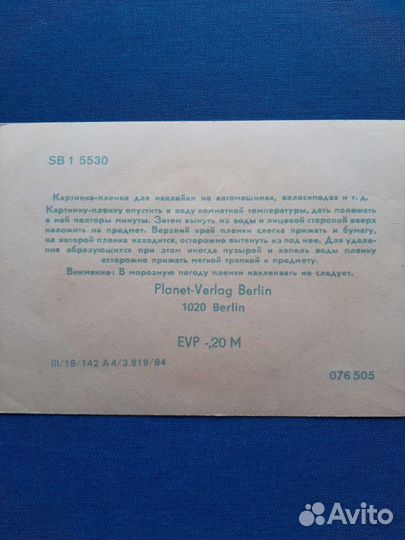 SB 1 5530
Картинка-пленка для наклейки на автомашинах, велосипедах и т. д.
Картинку-пленку опустить в воду комнатной температуры, дать полежать
в ней полторы минуты. Затем вынуть из воды и лицевой стороной вверх
наложить на предмет. Верхний край пленки слегка прижать и бумагу,
на которой пленка находится, осторожно вытянуть из под нее. Для удале-
ния образующихся при этом иногда пузырей и капель воды пленку
осторожно прижать мягкой тряпкой к предмету.
Внимание: В морозную погоду пленки наклеивать не следует.
Planet-Verlag Berlin
1020 Berlin
EVP -,20 M
III/18/142 A 4/3.919/84
076 505
Avito